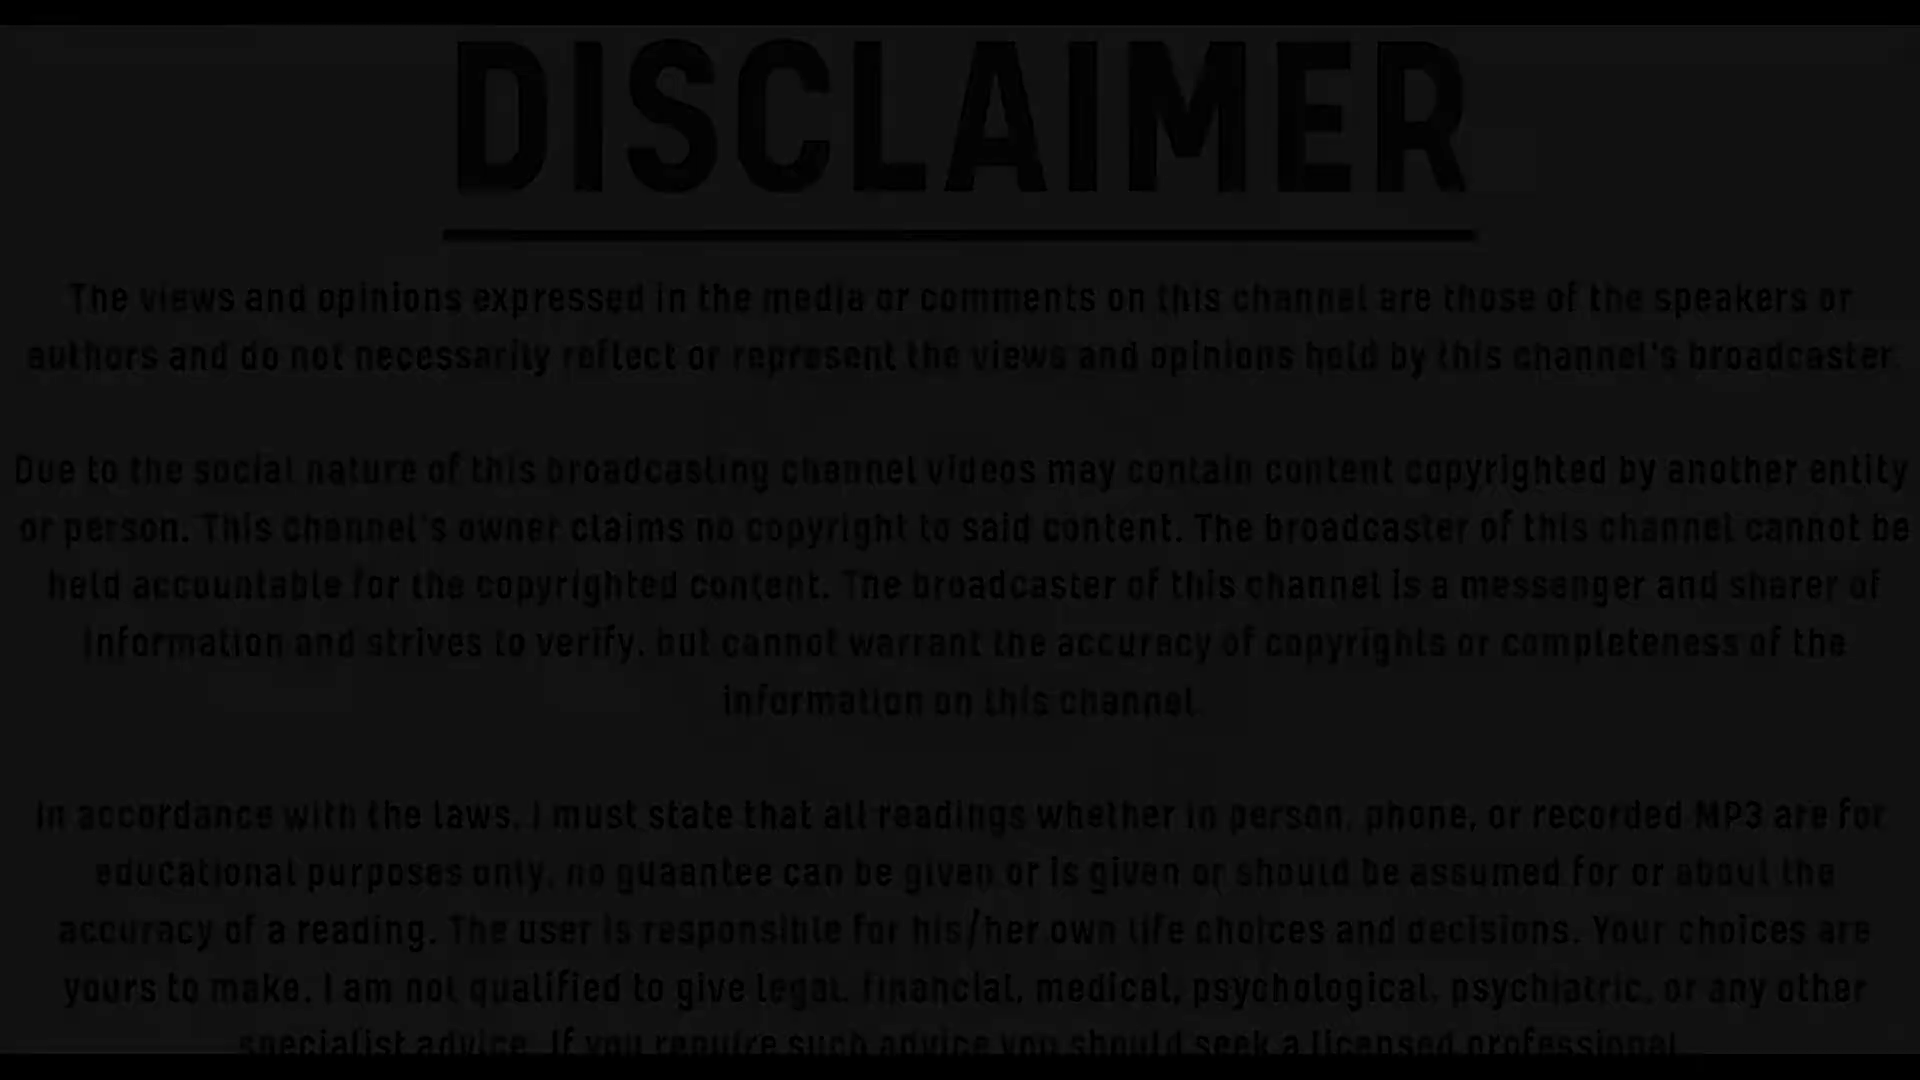 DISCLAIMER
The views and opinions expressed in the media or comments on this channel are those of the speakers or
authors and do not necessarily reflect or represent the views and opinions held by this channel's broadcaster.
Due to the social nature of this broadcasting channel videos may contain content copyrighted by another entity
or person. This channel's owner claims no copyright to said content. The broadcaster of this channel cannot be
held accountable for the copyrighted content. The broadcaster of this channel is a messenger and sharer of
information and strives to verify, but cannot warrant the accuracy of copyrights or completeness of the
information on this channel.
In accordance with the laws, I must state that all readings whether in person, phone, or recorded MP3 are for
educational purposes only, no guaantee can be given or is given or should be assumed for or about the
accuracy of a reading. The user is responsible for his/her own life choices and decisions. Your choices are
yours to make. I am not qualified to give legal, financial, medical, psychological, psychiatric, or any other
specialist advice. If you require such advice you should seek a licensed professional.